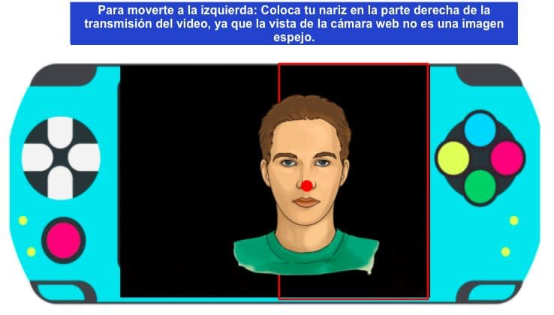 Para moverte a la izquierda: Coloca tu nariz en la parte derecha de la
transmisión del video, ya que la vista de la cámara web no es una imagen
espejo.